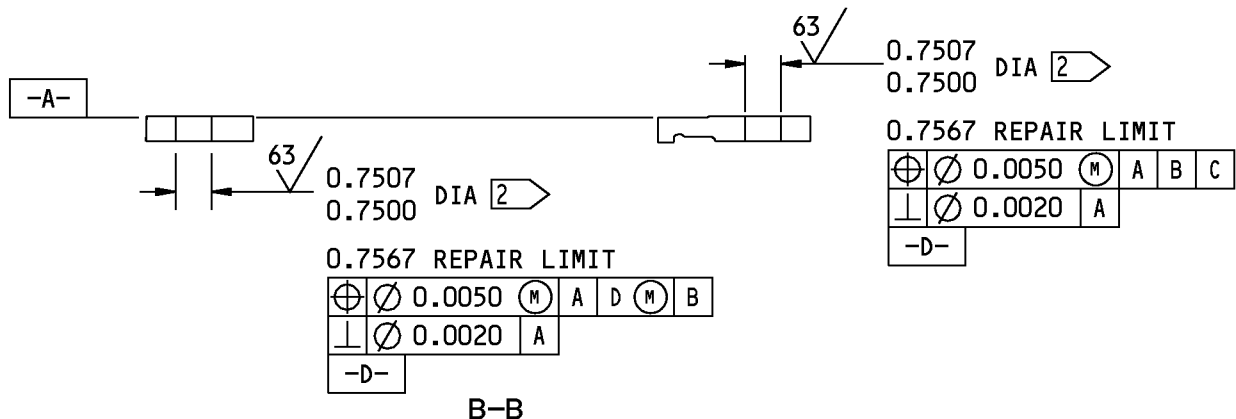 63
0.7507
0.7500 DIA 2
0.7567 REPAIR LIMIT
⌖ ⌀ 0.0050 Ⓜ A B C
⊥ ⌀ 0.0020 A
-D-
-A-
63
0.7507
0.7500 DIA 2
0.7567 REPAIR LIMIT
⌖ ⌀ 0.0050 Ⓜ A D Ⓜ B
⊥ ⌀ 0.0020 A
-D-
B-B